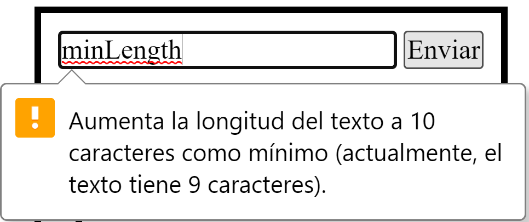 minLength Enviar
Aumenta la longitud del texto a 10
caracteres como mínimo (actualmente, el
texto tiene 9 caracteres).